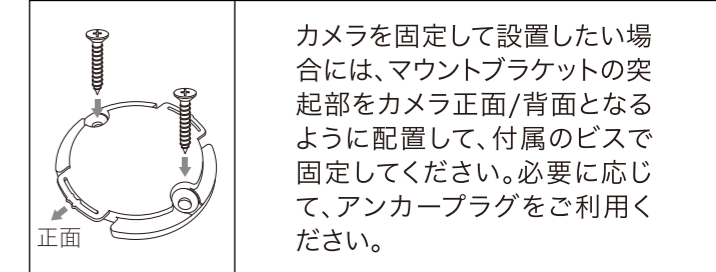 カメラを固定して設置したい場
合には、マウントブラケットの突
起部をカメラ正面/背面となる
ように配置して、付属のビスで
固定してください。必要に応じ
て、アンカープラグをご利用く
ださい。
正面